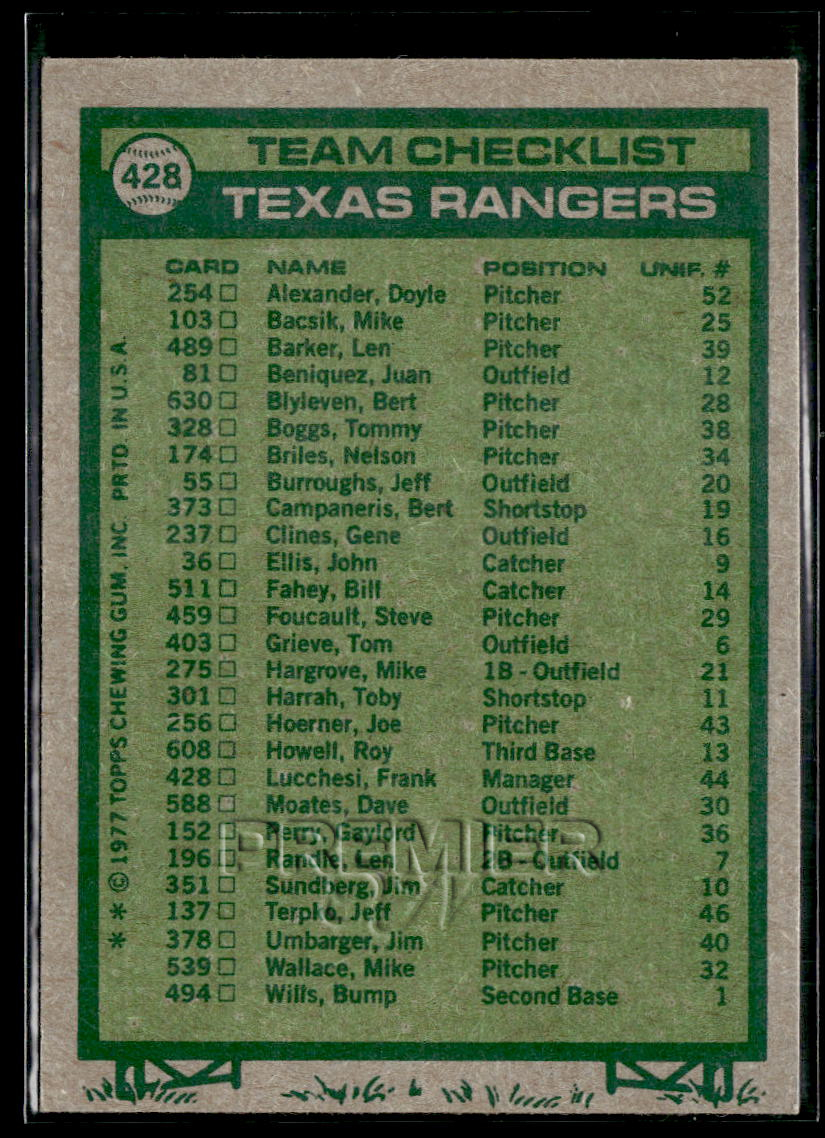 428
TEAM CHECKLIST
TEXAS RANGERS
CARD NAME POSITION UNIF. #
254 Alexander, Doyle Pitcher 52
103 Bacsik, Mike Pitcher 25
489 Barker, Len Pitcher 39
81 Beniquez, Juan Outfield 12
630 Blyleven, Bert Pitcher 28
328 Boggs, Tommy Pitcher 38
174 Briles, Nelson Pitcher 34
55 Burroughs, Jeff Outfield 20
373 Campaneris, Bert Shortstop 19
237 Clines, Gene Outfield 16
36 Ellis, John Catcher 9
511 Fahey, Bill Catcher 14
459 Foucault, Steve Pitcher 29
403 Grieve, Tom Outfield 6
275 Hargrove, Mike 1B - Outfield 21
301 Harrah, Toby Shortstop 11
256 Hoerner, Joe Pitcher 43
608 Howell, Roy Third Base 13
428 Lucchesi, Frank Manager 44
588 Moates, Dave Outfield 30
152 Perry, Gaylord Pitcher 36
196 Randle, Len 2B - Outfield 7
351 Sundberg, Jim Catcher 10
137 Terpko, Jeff Pitcher 46
378 Umbarger, Jim Pitcher 40
539 Wallace, Mike Pitcher 32
494 Wills, Bump Second Base 1
** © 1977 TOPPS CHEWING GUM, INC. PRTD. IN U.S.A.
PREMIER